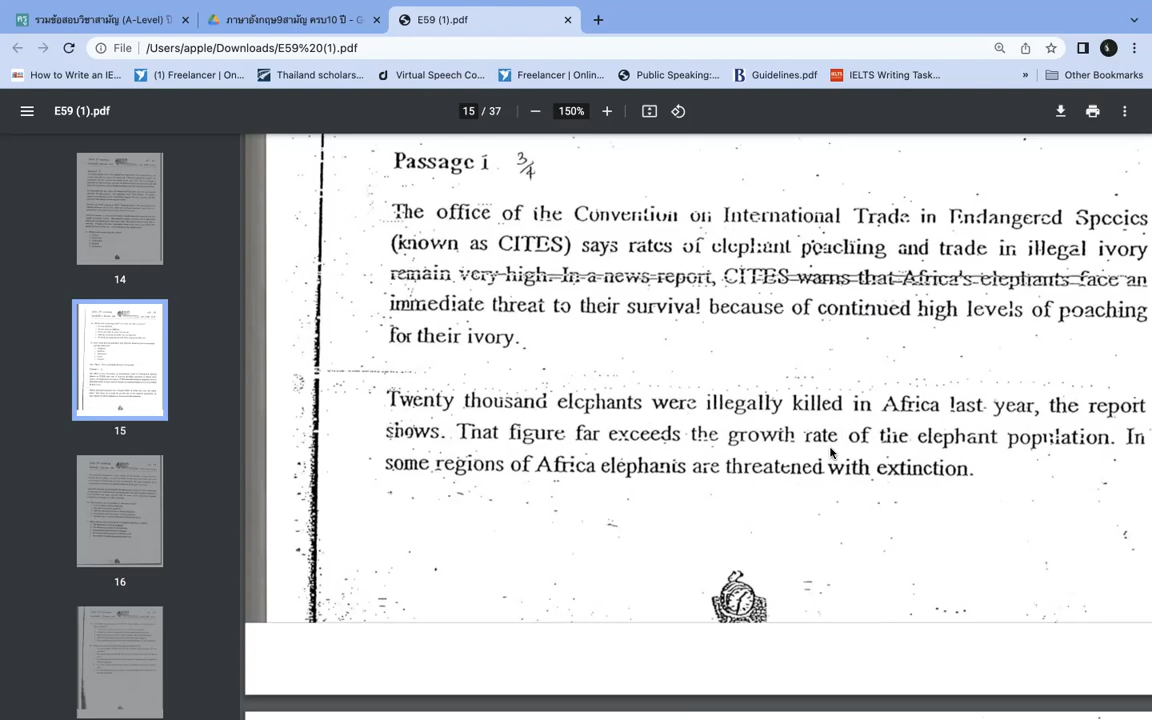 รวมข้อสอบวิชาสามัญ (A-Level) ปี
ภาษาอังกฤษ9สามัญ ครบ10 ปี - G
E59 (1).pdf
File
/Users/apple/Downloads/E59%20(1).pdf
How to Write an IE...
(1) Freelancer | On...
Thailand scholars...
Virtual Speech Co...
Freelancer | Onlin...
Public Speaking:...
Guidelines.pdf
IELTS Writing Task...
»
Other Bookmarks
E59 (1).pdf
15 / 37
150%
14
15
16
Passage 1 3/4
The office of the Convention on International Trade in Endangered Species
(known as CITES) says rates of elephant poaching and trade in illegal ivory
remain very high. In a news report, CITES warns that Africa's elephants face an
immediate threat to their survival because of continued high levels of poaching
for their ivory.
Twenty thousand elephants were illegally killed in Africa last year, the report
shows. That figure far exceeds the growth rate of the elephant population. In
some regions of Africa elephants are threatened with extinction.